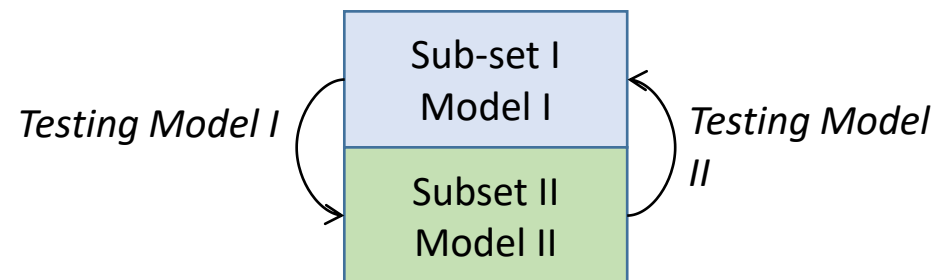 Sub-set I
Model I
Testing Model I
Testing Model
II
Subset II
Model II